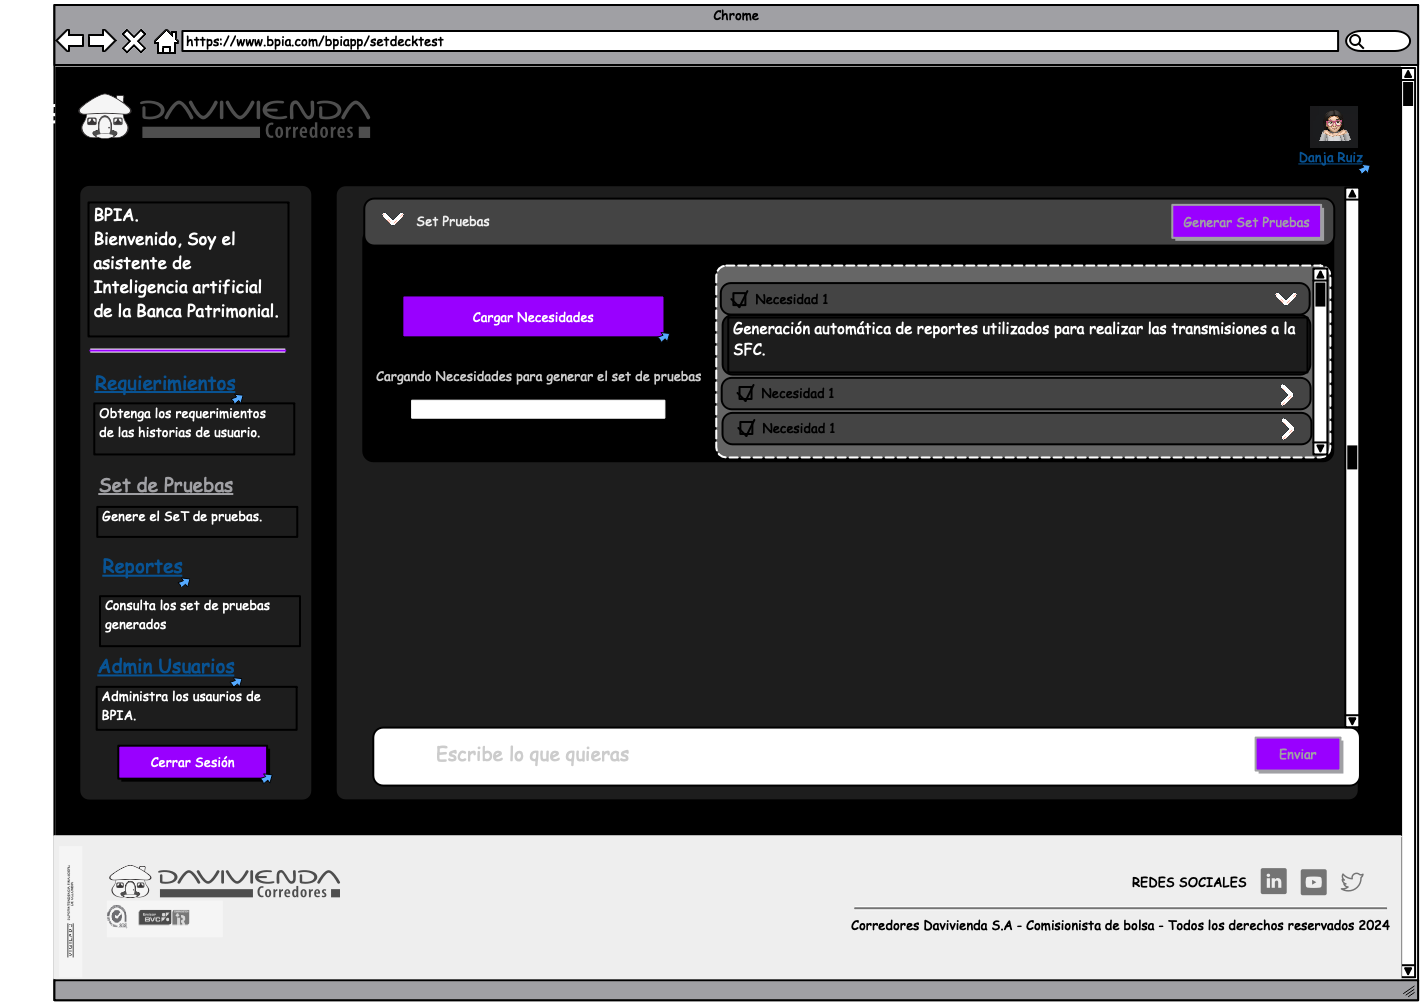 Chrome
https://www.bpia.com/bpiapp/setdecktest
DAVIVIENDA
Corredores
Danja Ruiz
BPIA.
Bienvenido, Soy el
asistente de
Inteligencia artificial
de la Banca Patrimonial.
Requierimientos
Obtenga los requerimientos
de las historias de usuario.
Set de Pruebas
Genere el SeT de pruebas.
Reportes
Consulta los set de pruebas
generados
Admin Usuarios
Administra los usaurios de
BPIA.
Cerrar Sesión
Set Pruebas
Generar Set Pruebas
Cargar Necesidades
Cargando Necesidades para generar el set de pruebas
Necesidad 1
Generación automática de reportes utilizados para realizar las transmisiones a la
SFC.
Necesidad 1
Necesidad 1
Escribe lo que quieras
Enviar
DAVIVIENDA
Corredores
BVC
IR
VIGILADO
REDES SOCIALES
in
Corredores Davivienda S.A - Comisionista de bolsa - Todos los derechos reservados 2024